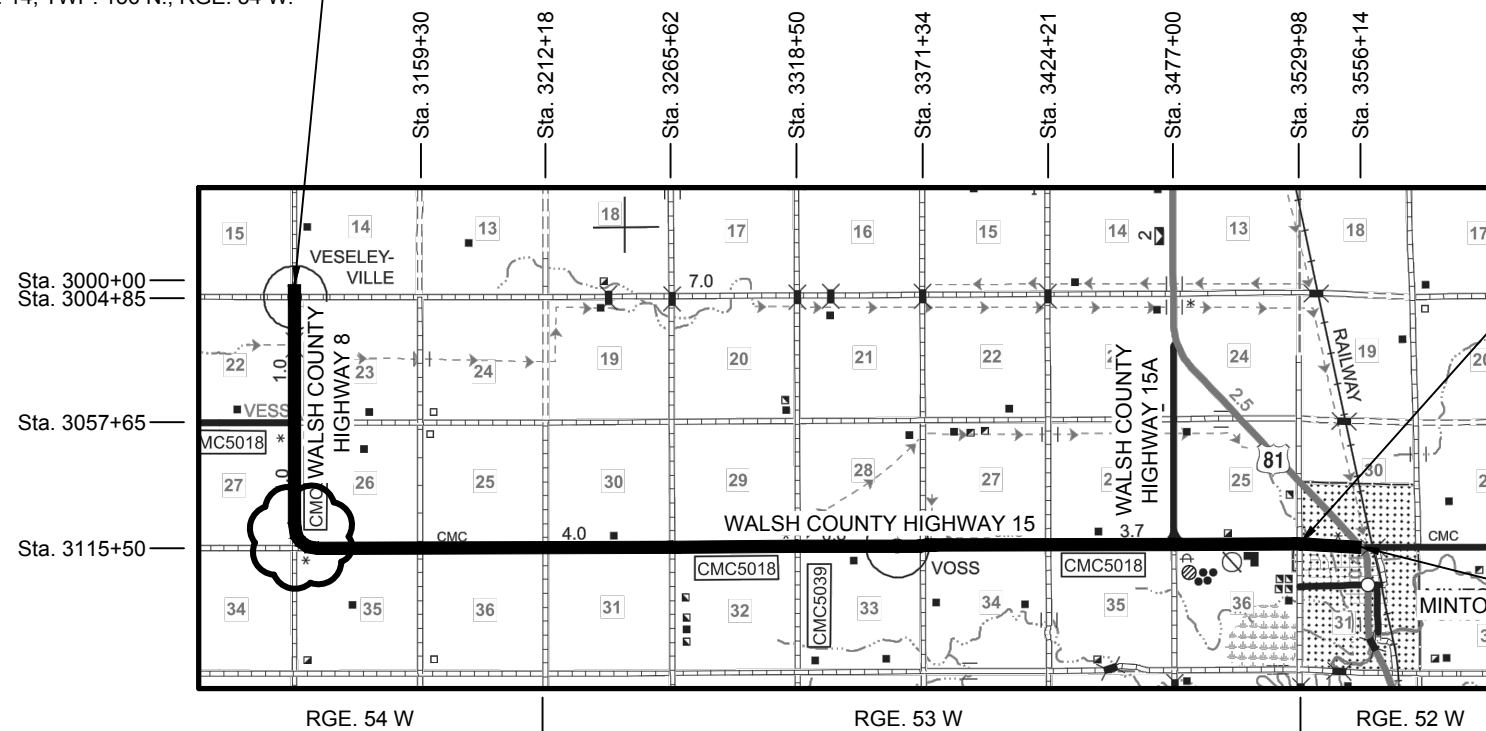 14, TWP. 156 N., RGE. 54 W.
Sta. 3159+30
Sta. 3212+18
Sta. 3265+62
Sta. 3318+50
Sta. 3371+34
Sta. 3424+21
Sta. 3477+00
Sta. 3529+98
Sta. 3556+14
15
14
13
18
17
16
15
14
2
13
18
17
VESELEY-
VILLE
Sta. 3000+00
7.0
Sta. 3004+85
22
1.0
WALSH COUNTY
HIGHWAY 8
23
24
19
20
21
22
WALSH COUNTY
HIGHWAY 15A
24
2.5
RAILWAY
19
20
VESS
Sta. 3057+65
MC5018
*
27
CMC
26
25
30
29
28
27
25
81
30
WALSH COUNTY HIGHWAY 15
Sta. 3115+50
*
CMC
4.0
CMC5018
CMC5039
VOSS
3.7
CMC5018
CMC
34
35
36
31
32
33
34
35
36
31
MINTO
RGE. 54 W
RGE. 53 W
RGE. 52 W